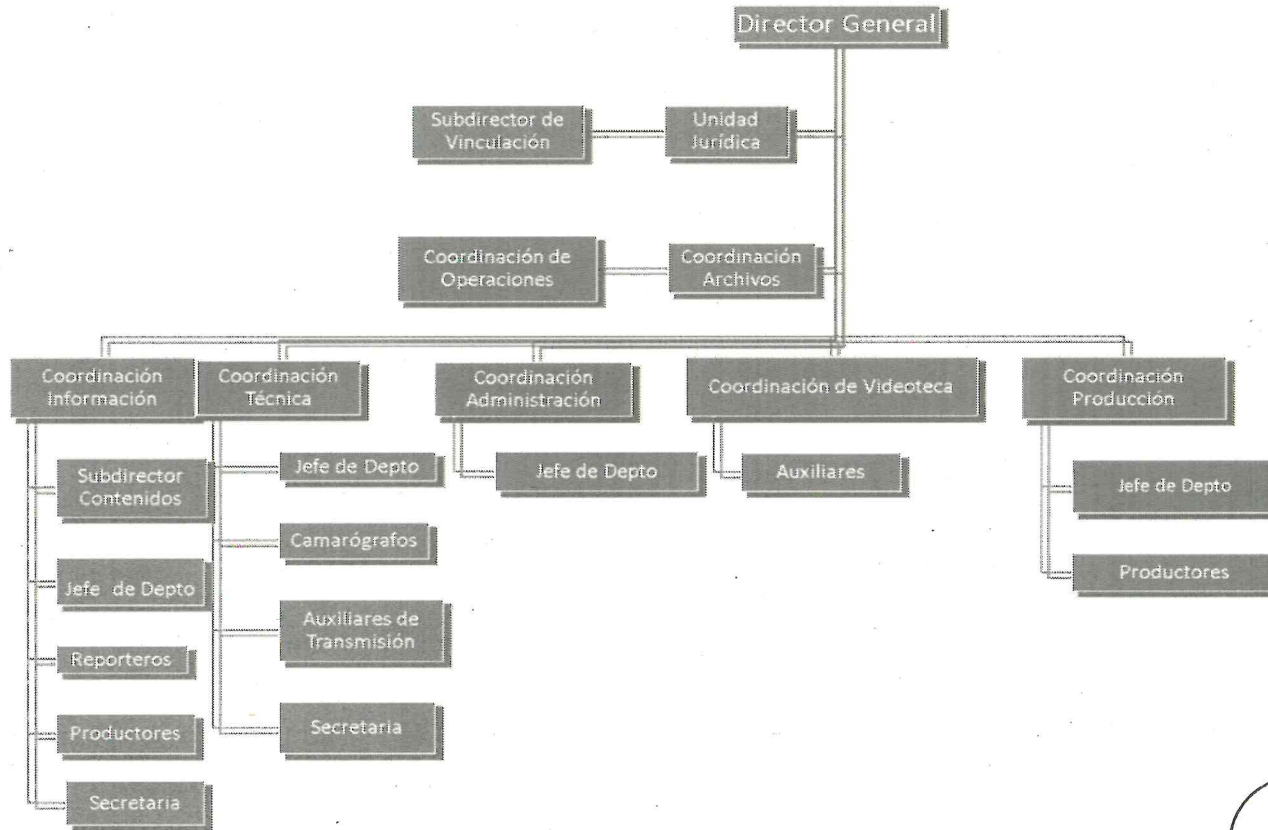 Director General
Subdirector de
Vinculación
Unidad
Jurídica
Coordinación de
Operaciones
Coordinación
Archivos
Coordinación
Información
Coordinación
Técnica
Coordinación
Administración
Coordinación de Videoteca
Coordinación
Producción
Subdirector
Contenidos
Jefe de Depto
Reporteros
Productores
Secretaria
Jefe de Depto
Camarógrafos
Auxiliares de
Transmisión
Secretaria
Jefe de Depto
Auxiliares
Jefe de Depto
Productores